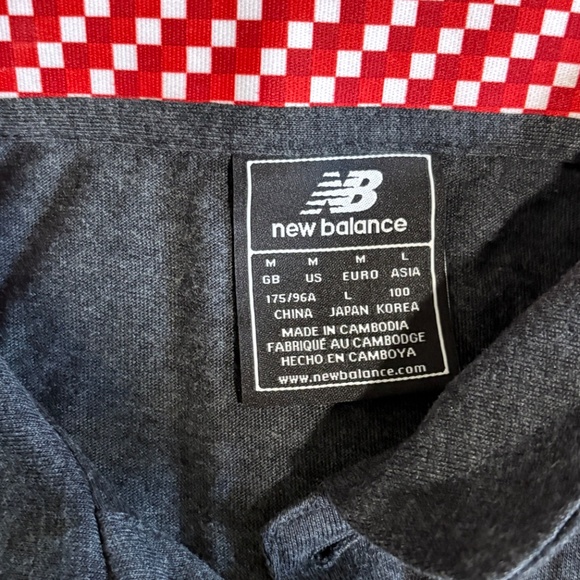 NB
new balance
M M M L
GB US EURO ASIA
175/96A L 100
CHINA JAPAN KOREA
MADE IN CAMBODIA
FABRIQUÉ AU CAMBODGE
HECHO EN CAMBOYA
www.newbalance.com